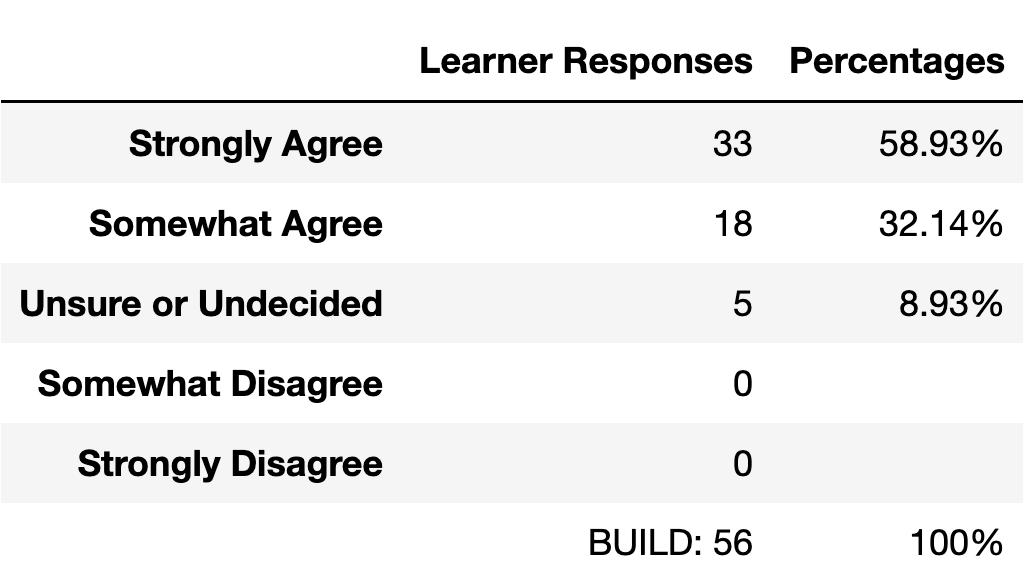 Learner Responses Percentages
Strongly Agree 33 58.93%
Somewhat Agree 18 32.14%
Unsure or Undecided 5 8.93%
Somewhat Disagree 0
Strongly Disagree 0
BUILD: 56 100%